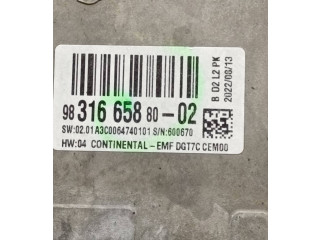 98 316 658 80-02
SW:02.01A3C0064740101 S/N:600670
HW:04 CONTINENTAL-EMF DGT7C CEM00
B D2 L2 PK
2022/08/13